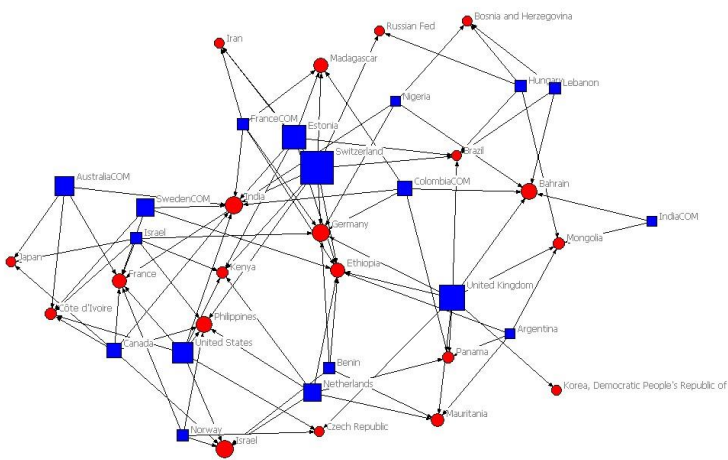 Bosnia and Herzegovina
Russian Fed
Iran
Madagascar
Lebanon
Nigeria
FranceCOM
Estonia
Switzerland
Brazil
AustraliaCOM
ColombiaCOM
Bahrain
SwedenCOM
India
IndiaCOM
Germany
Israel
Mongolia
Japan
Kenya
Ethiopia
France
United Kingdom
Côte d'Ivoire
Philippines
Argentina
Canada
United States
Panama
Benin
Netherlands
Korea, Democratic People's Republic of
Mauritania
Czech Republic
Norway
Israel